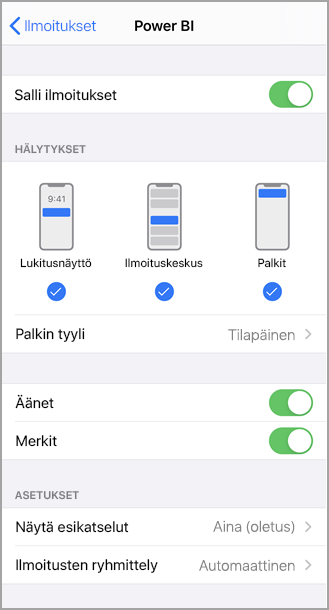 Ilmoitukset Power BI
Salli ilmoitukset
HÄLYTYKSET
9:41
Lukitusnäyttö Ilmoituskeskus Palkit
Palkin tyyli Tilapäinen
Äänet
Merkit
ASETUKSET
Näytä esikatselut Aina (oletus)
Ilmoitusten ryhmittely Automaattinen